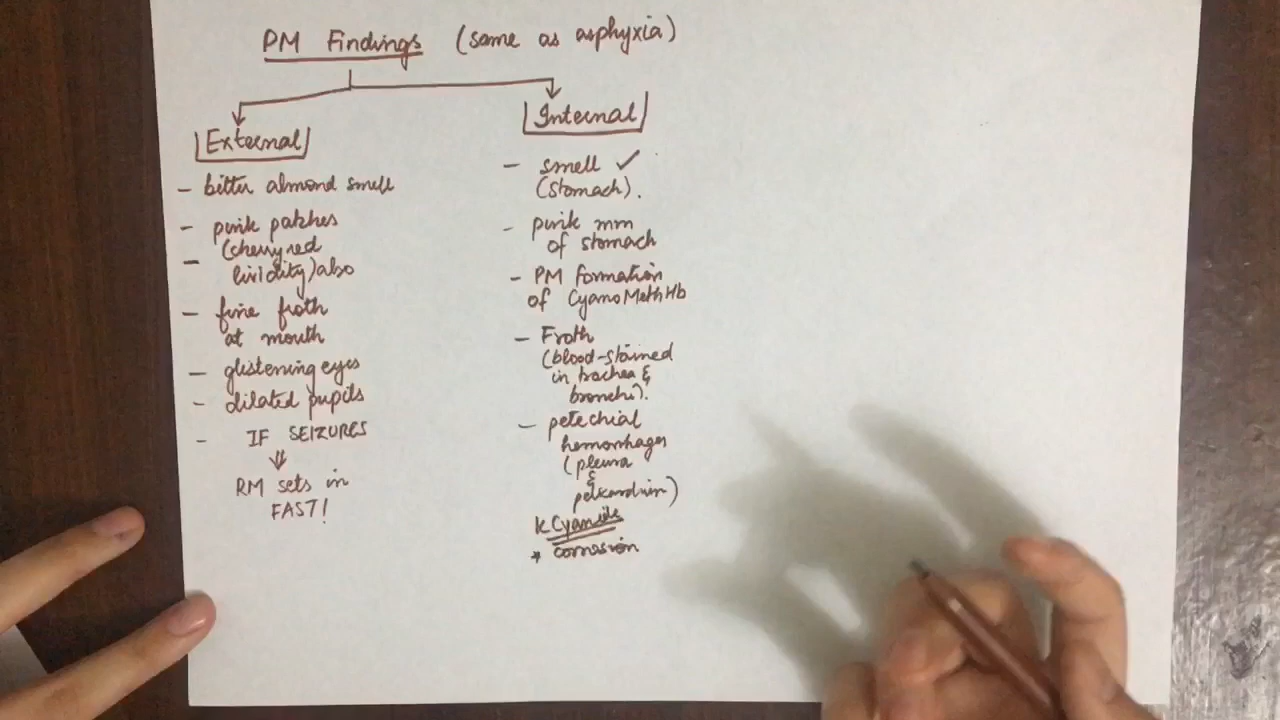 PM Findings (same as asphyxia)
External
- bitter almond smell
- pink patches
(cherry red
- lividity) also
- fine froth
at mouth
- glistening eyes
- dilated pupils
- IF SEIZURES
⇓
RM sets in
FAST!
Internal
- smell ✓
(stomach).
- pink mm
of stomach
- PM formation
of CyanoMetHb
- Froth
(blood-stained
in trachea &
bronchi).
- petechial
hemorrhages
(pleura
&
pericardium)
K Cyanide
* corrosion